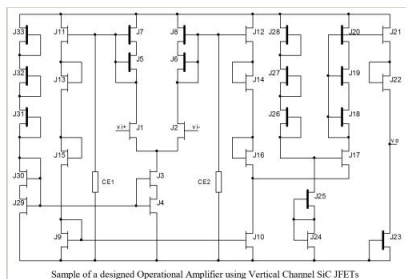 J33
J11
J7
J8
J12
J28
J20
J21
J32
J13
J5
J6
J14
J27
J19
J22
J31
J1
J2
J26
J18
vi+
vi-
vo
J15
J16
J17
J30
CE1
J3
CE2
J25
J29
J4
J9
J10
J24
J23
Sample of a designed Operational Amplifier using Vertical Channel SiC JFETs